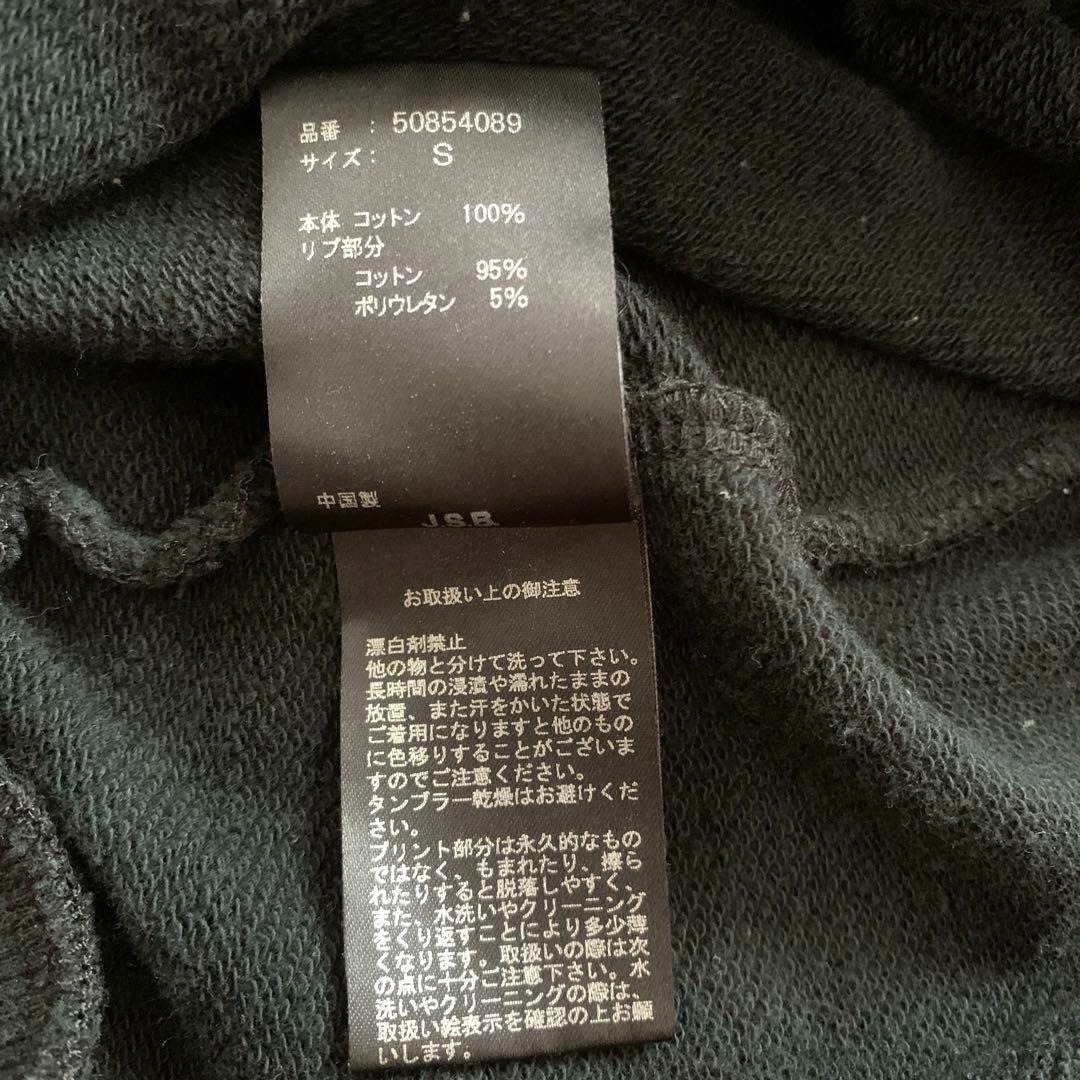 品番 : 50854089
サイズ: S
本体 コットン 100%
リブ部分
コットン 95%
ポリウレタン 5%
中国製
J.S.B.
お取扱い上の御注意
漂白剤禁止
他の物と分けて洗って下さい。
長時間の浸漬や濡れたままの
放置、また汗をかいた状態で
ご着用になりますと他のもの
に色移りすることがございま
すのでご注意ください。
タンブラー乾燥はお避けくだ
さい。
プリント部分は永久的なもの
ではなく、もまれたり、擦ら
れたりすると脱落しやすく、
また、水洗いやクリーニング
をくり返すことにより多少薄
くなります。取扱いの際は次
の点に十分ご注意下さい。水
洗いやクリーニングの際は、
取扱い絵表示を確認の上お願
いします。